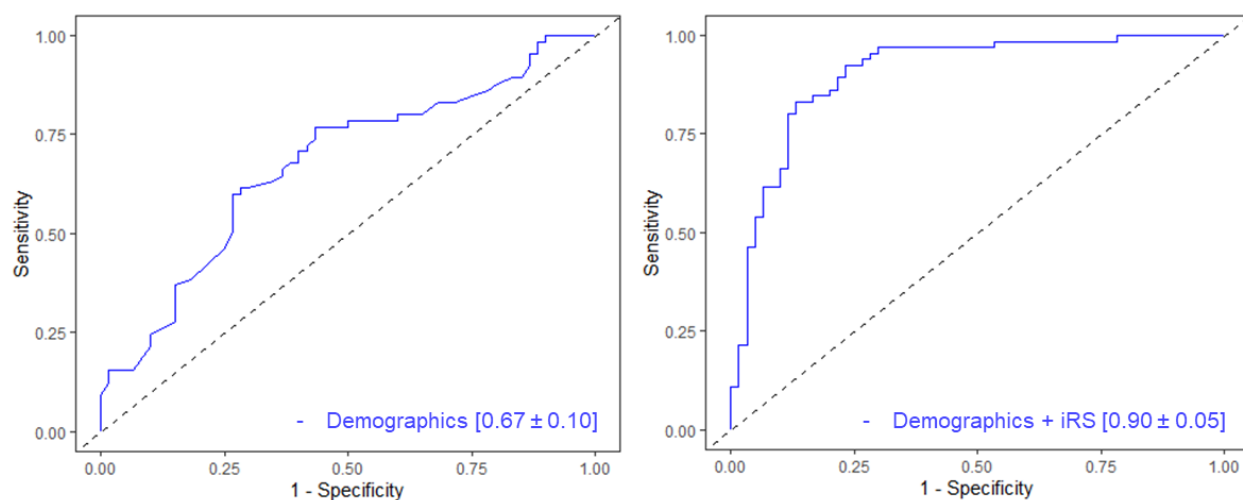 1.00
0.75
0.50
0.25
0.00
Sensitivity
- Demographics [0.67 ± 0.10]
0.00 0.25 0.50 0.75 1.00
1 - Specificity
1.00
0.75
0.50
0.25
0.00
Sensitivity
- Demographics + iRS [0.90 ± 0.05]
0.00 0.25 0.50 0.75 1.00
1 - Specificity